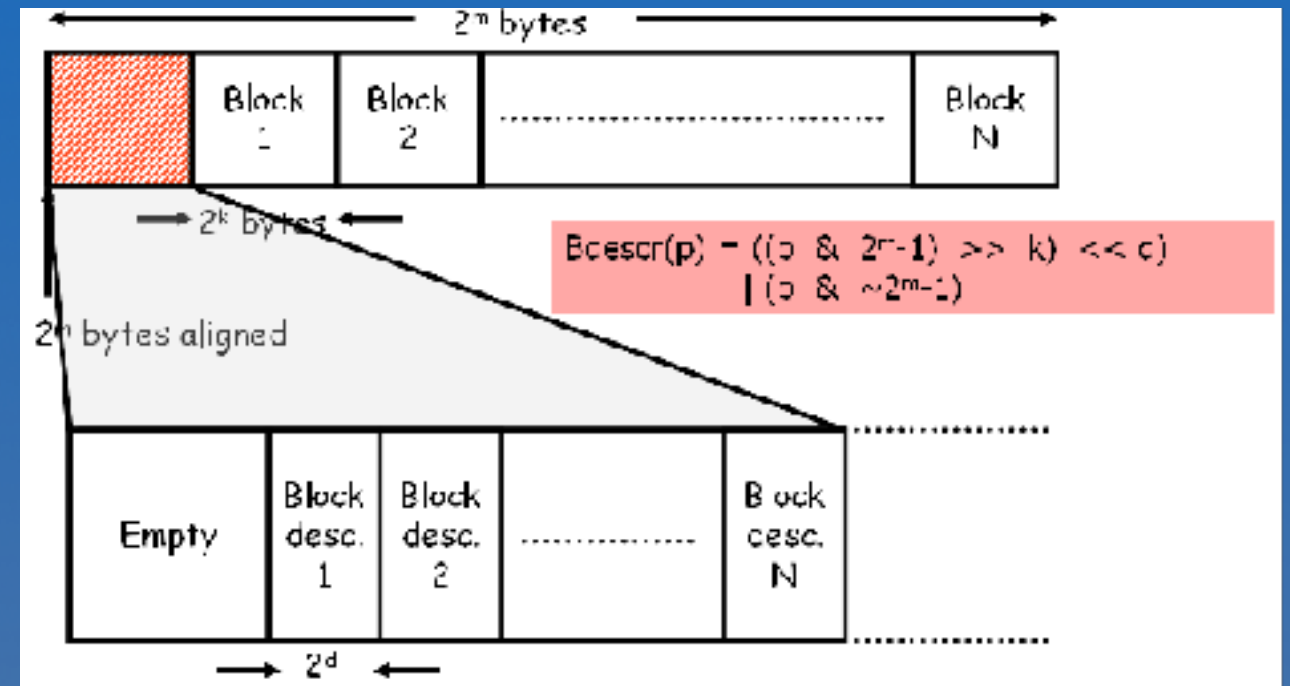 2ᵐ bytes
Block 1
Block 2
Block N
2ᵏ bytes
Bdescr(p) = ((p & 2ᵐ-1) >> k) << d)
| (p & ~2ᵐ-1)
bytes aligned
Empty
Block desc. 1
Block desc. 2
Block desc. N
2ᵈ